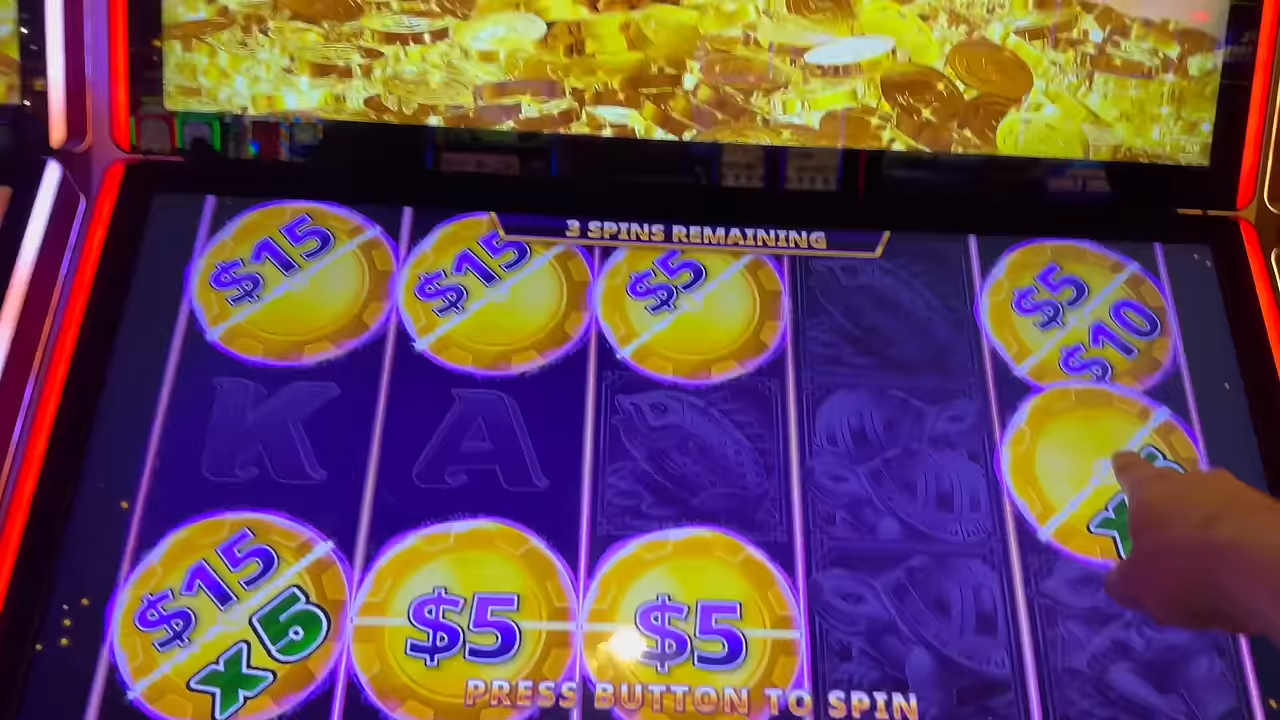 3 SPINS REMAINING
$15
$15
$5
$5
$10
K
A
$15
x5
$5
$5
PRESS BUTTON TO SPIN